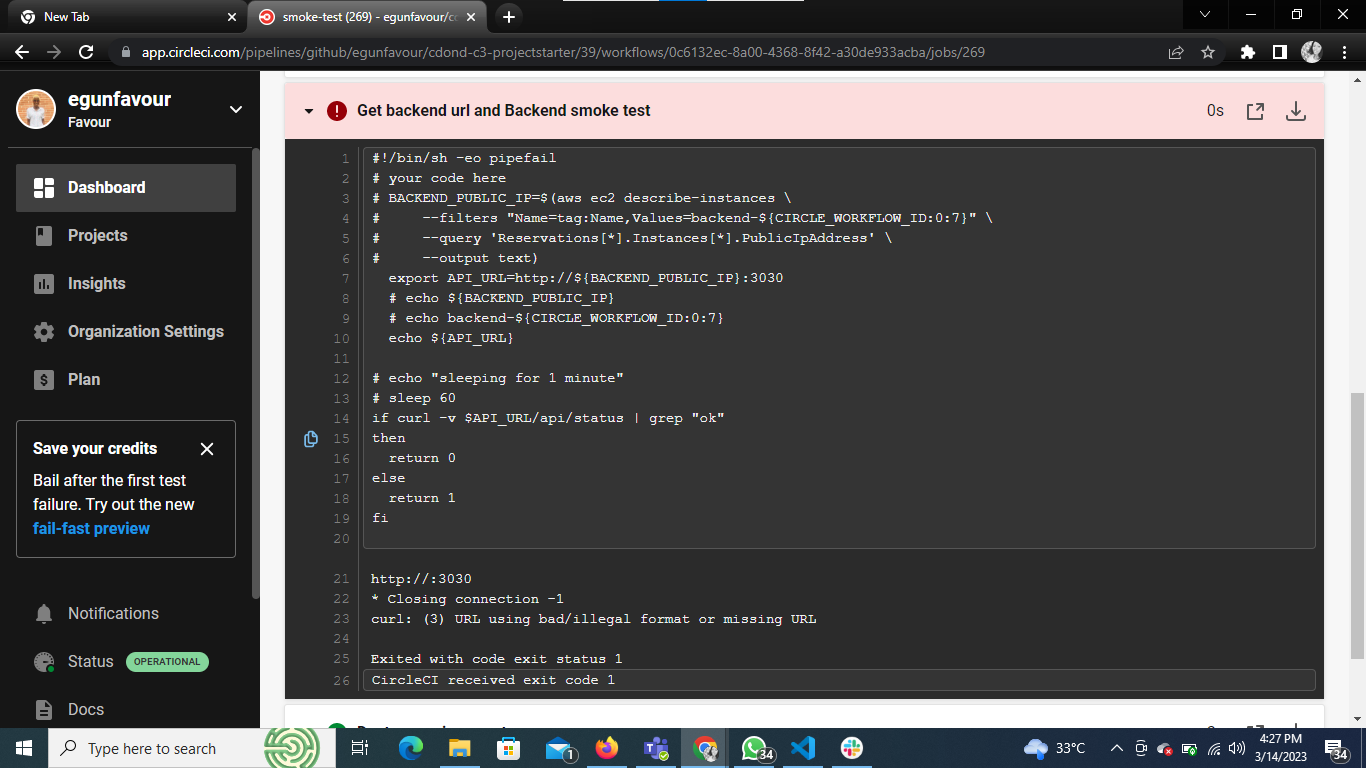 New Tab
smoke-test (269) - egunfavour/cc
app.circleci.com/pipelines/github/egunfavour/cdond-c3-projectstarter/39/workflows/0c6132ec-8a00-4368-8f42-a30de933acba/jobs/269
egunfavour
Favour
Dashboard
Projects
Insights
Organization Settings
Plan
Save your credits
Bail after the first test
failure. Try out the new
fail-fast preview
Notifications
Status OPERATIONAL
Docs
Get backend url and Backend smoke test 0s
1 #!/bin/sh -eo pipefail
2 # your code here
3 # BACKEND_PUBLIC_IP=$(aws ec2 describe-instances \
4 #     --filters "Name=tag:Name,Values=backend-${CIRCLE_WORKFLOW_ID:0:7}" \
5 #     --query 'Reservations[*].Instances[*].PublicIpAddress' \
6 #     --output text)
7   export API_URL=http://${BACKEND_PUBLIC_IP}:3030
8   # echo ${BACKEND_PUBLIC_IP}
9   # echo backend-${CIRCLE_WORKFLOW_ID:0:7}
10   echo ${API_URL}
11
12 # echo "sleeping for 1 minute"
13 # sleep 60
14 if curl -v $API_URL/api/status | grep "ok"
15 then
16   return 0
17 else
18   return 1
19 fi
20
21 http://:3030
22 * Closing connection -1
23 curl: (3) URL using bad/illegal format or missing URL
24
25 Exited with code exit status 1
26 CircleCI received exit code 1
Type here to search
1
34
33°C
4:27 PM
3/14/2023
34